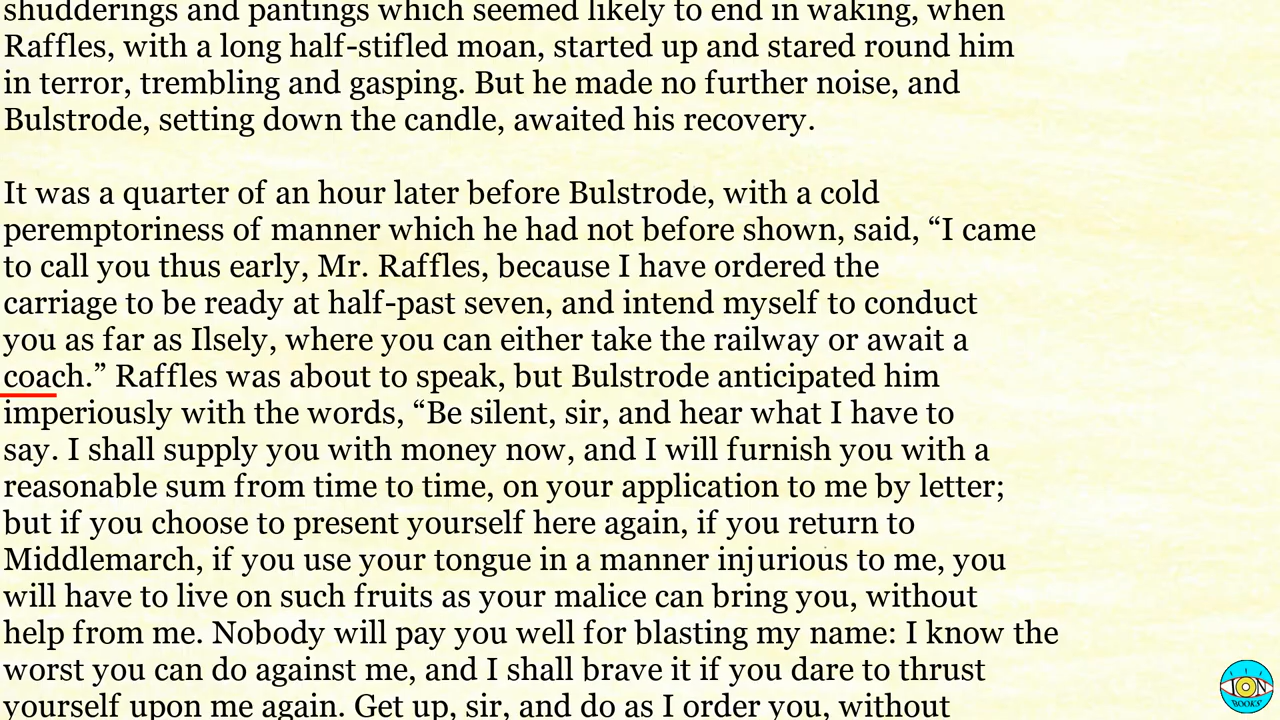 shudderings and pantings which seemed likely to end in waking, when
Raffles, with a long half-stifled moan, started up and stared round him
in terror, trembling and gasping. But he made no further noise, and
Bulstrode, setting down the candle, awaited his recovery.
It was a quarter of an hour later before Bulstrode, with a cold
peremptoriness of manner which he had not before shown, said, “I came
to call you thus early, Mr. Raffles, because I have ordered the
carriage to be ready at half-past seven, and intend myself to conduct
you as far as Ilsely, where you can either take the railway or await a
coach.” Raffles was about to speak, but Bulstrode anticipated him
imperiously with the words, “Be silent, sir, and hear what I have to
say. I shall supply you with money now, and I will furnish you with a
reasonable sum from time to time, on your application to me by letter;
but if you choose to present yourself here again, if you return to
Middlemarch, if you use your tongue in a manner injurious to me, you
will have to live on such fruits as your malice can bring you, without
help from me. Nobody will pay you well for blasting my name: I know the
worst you can do against me, and I shall brave it if you dare to thrust
yourself upon me again. Get up, sir, and do as I order you, without
ION
BOOKS